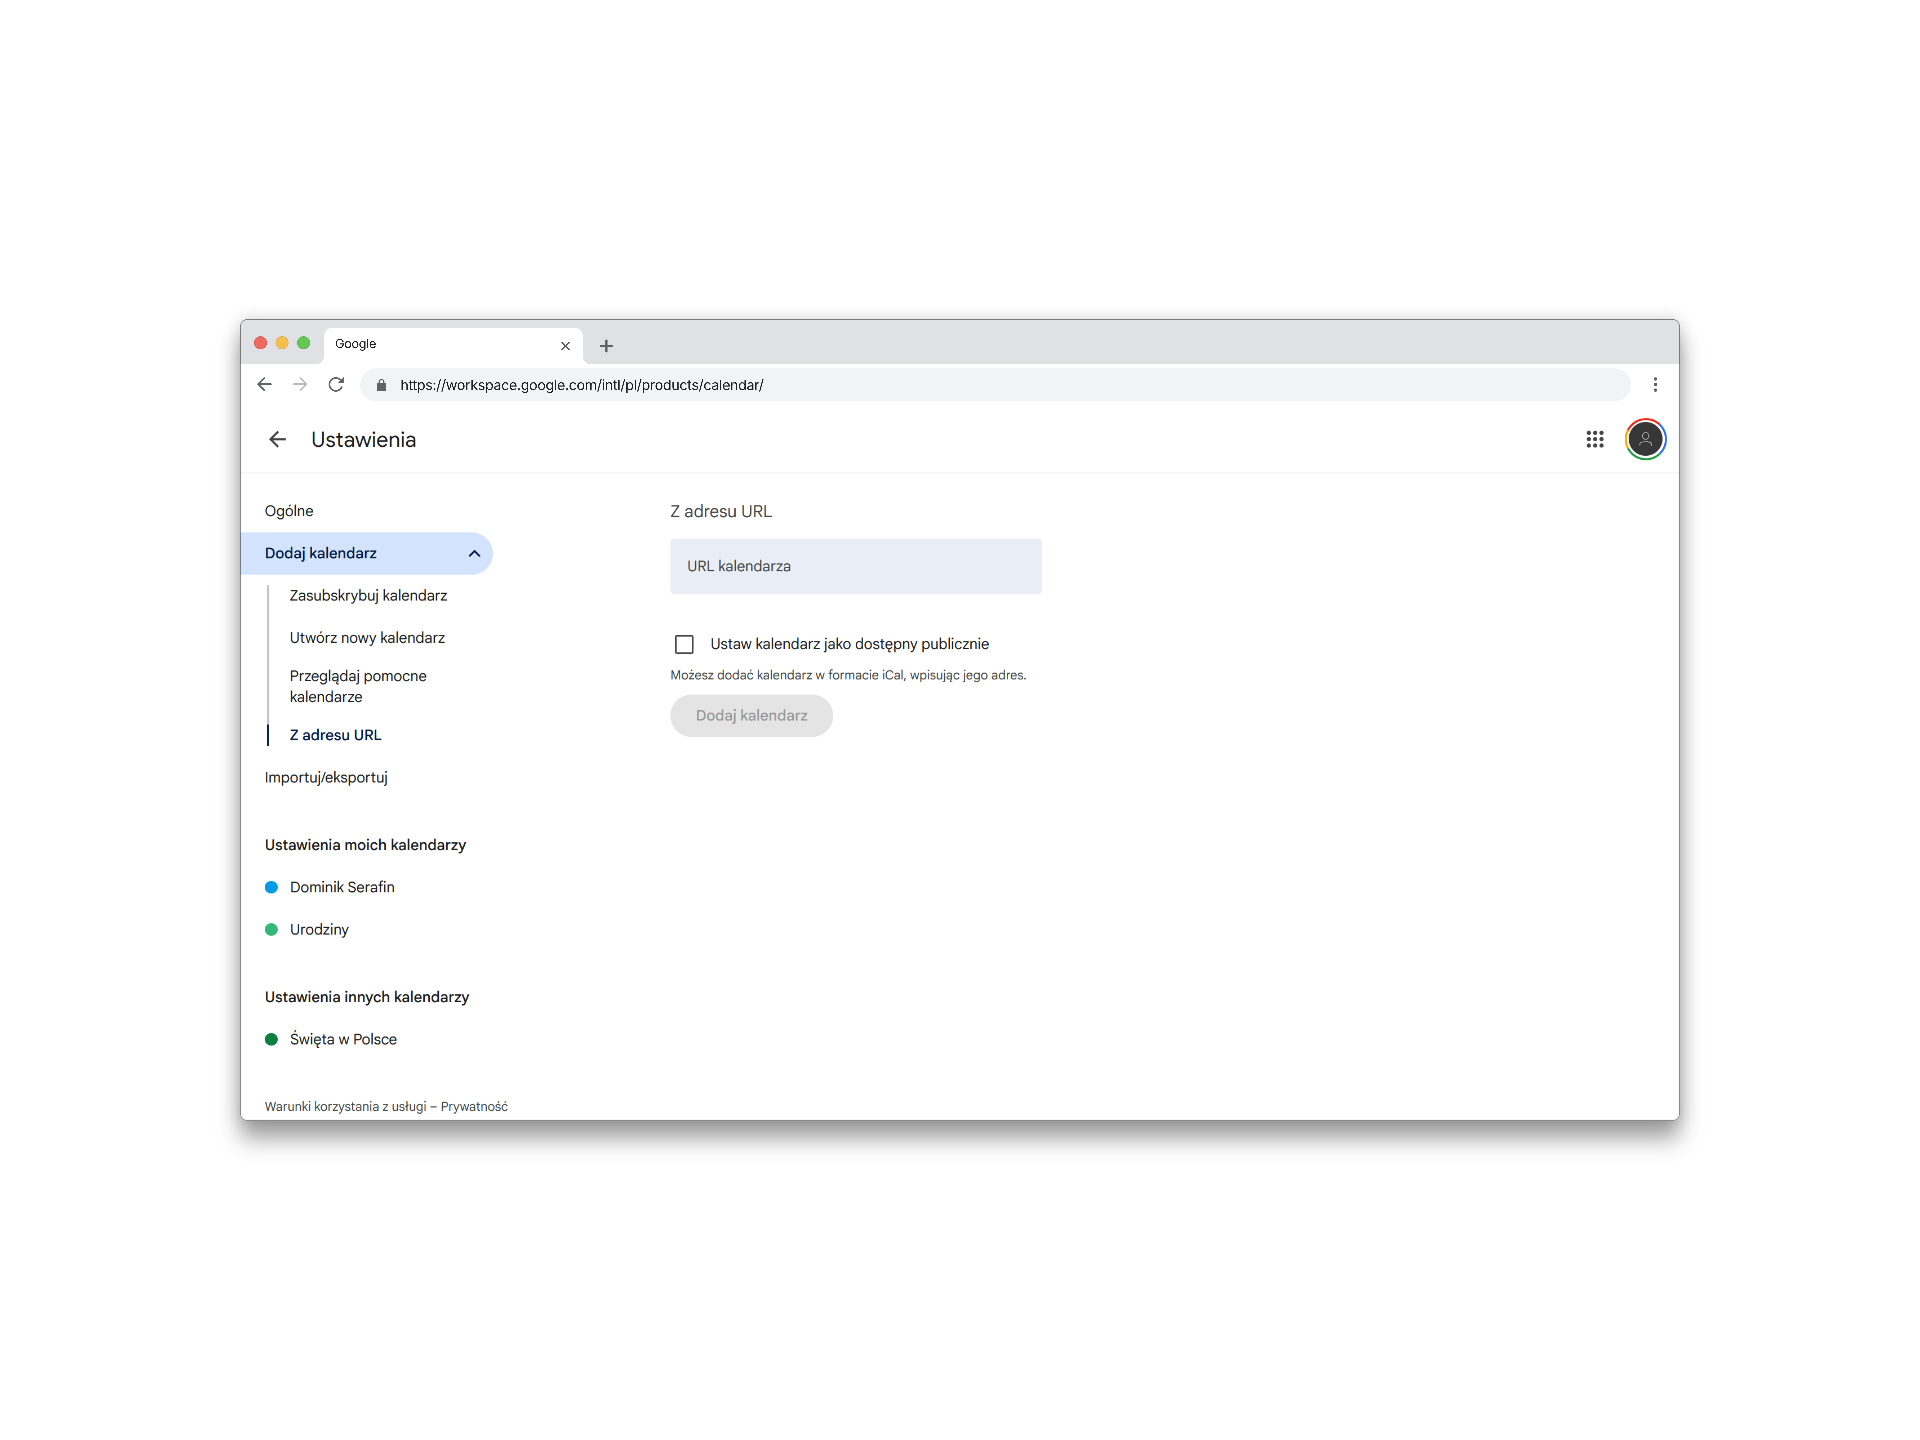 Google
https://workspace.google.com/intl/pl/products/calendar/
Ustawienia
Ogólne
Dodaj kalendarz
Zasubskrybuj kalendarz
Utwórz nowy kalendarz
Przeglądaj pomocne
kalendarze
Z adresu URL
Importuj/eksportuj
Ustawienia moich kalendarzy
Dominik Serafin
Urodziny
Ustawienia innych kalendarzy
Święta w Polsce
Warunki korzystania z usługi – Prywatność
Z adresu URL
URL kalendarza
Ustaw kalendarz jako dostępny publicznie
Możesz dodać kalendarz w formacie iCal, wpisując jego adres.
Dodaj kalendarz